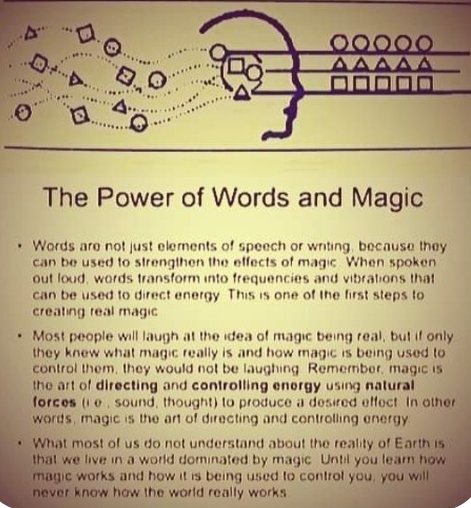 The Power of Words and Magic
• Words are not just elements of speech or writing, because they
can be used to strengthen the effects of magic. When spoken
out loud, words transform into frequencies and vibrations that
can be used to direct energy. This is one of the first steps to
creating real magic.
• Most people will laugh at the idea of magic being real, but if only
they knew what magic really is and how magic is being used to
control them, they would not be laughing. Remember, magic is
the art of directing and controlling energy using natural
forces (i.e., sound, thought) to produce a desired effect. In other
words, magic is the art of directing and controlling energy.
• What most of us do not understand about the reality of Earth is
that we live in a world dominated by magic. Until you learn how
magic works and how it is being used to control you, you will
never know how the world really works.